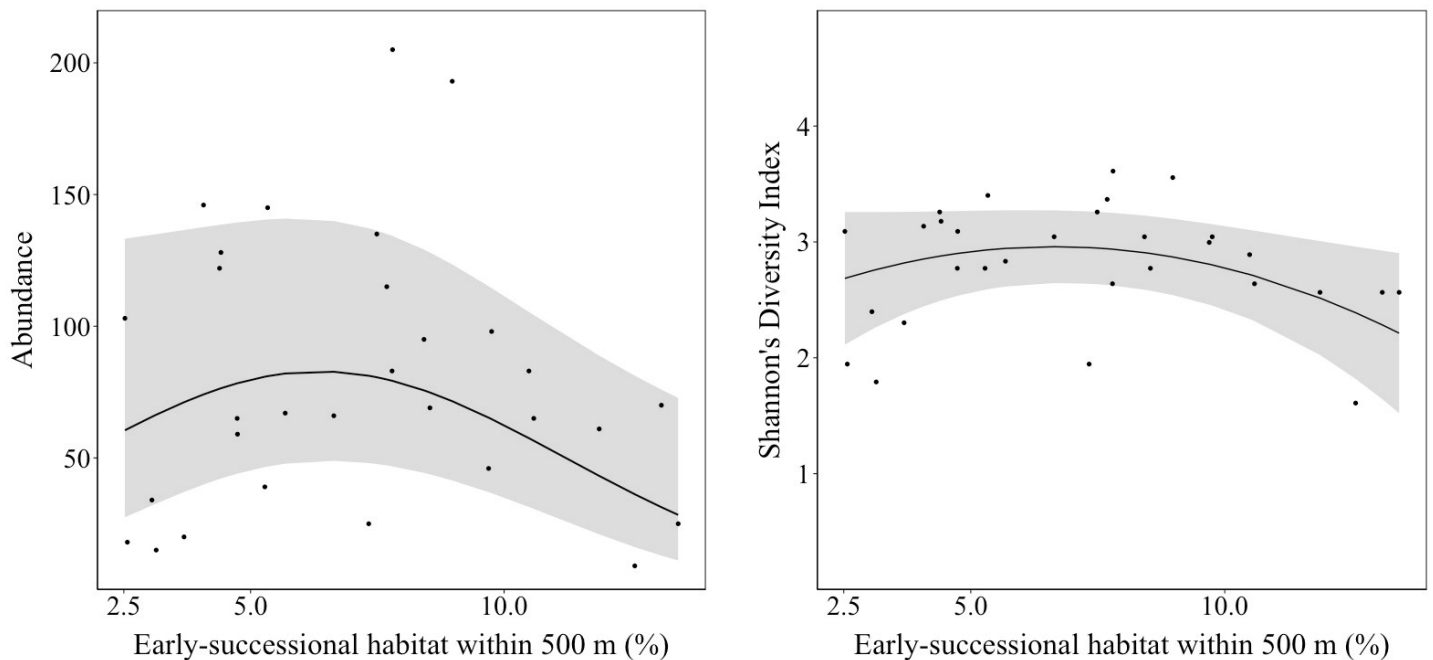 200
150
100
50
Abundance
2.5 5.0 10.0
Early-successional habitat within 500 m (%)
4
3
2
1
Shannon's Diversity Index
2.5 5.0 10.0
Early-successional habitat within 500 m (%)